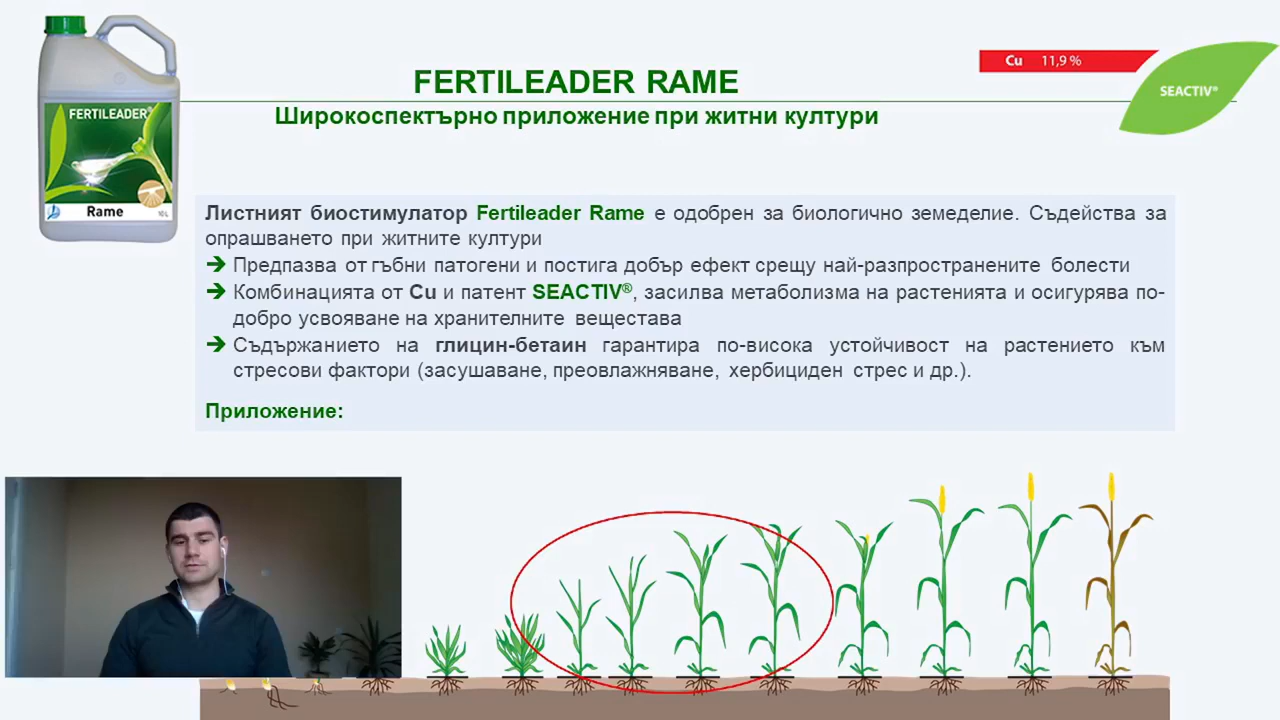 FERTILEADER RAME
Широкоспектърно приложение при житни култури
Cu 11,9 %
SEACTIV®
FERTILEADER®
Rame
10 L
Листният биостимулатор Fertileader Rame е одобрен за биологично земеделие. Съдейства за
опрашването при житните култури
➔ Предпазва от гъбни патогени и постига добър ефект срещу най-разпространените болести
➔ Комбинацията от Cu и патент SEACTIV®, засилва метаболизма на растенията и осигурява по-
добро усвояване на хранителните веществава
➔ Съдържанието на глицин-бетаин гарантира по-висока устойчивост на растението към
стресови фактори (засушаване, преовлажняване, хербициден стрес и др.).
Приложение: